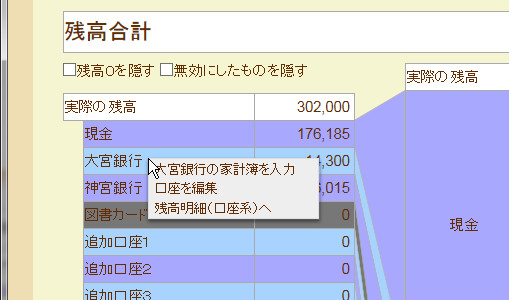 残高合計
残高0を隠す 無効にしたものを隠す
実際の残高
実際の残高 302,000
現金 176,185
大宮銀行 300
大宮銀行の家計簿を入力
口座を編集
残高明細(口座系)へ
神宮銀行 ,015
図書カード 0
現金
追加口座1 0
追加口座2 0
追加口座3